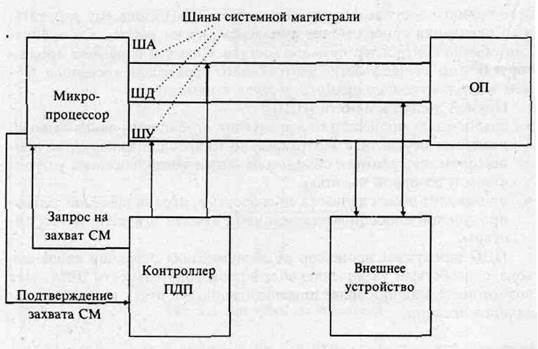 Шины системной магистрали
ША
Микро-
процессор
ШД
ОП
ШУ
Запрос на
захват СМ
Контроллер
ПДП
Внешнее
устройство
Подтверждение
захвата СМ